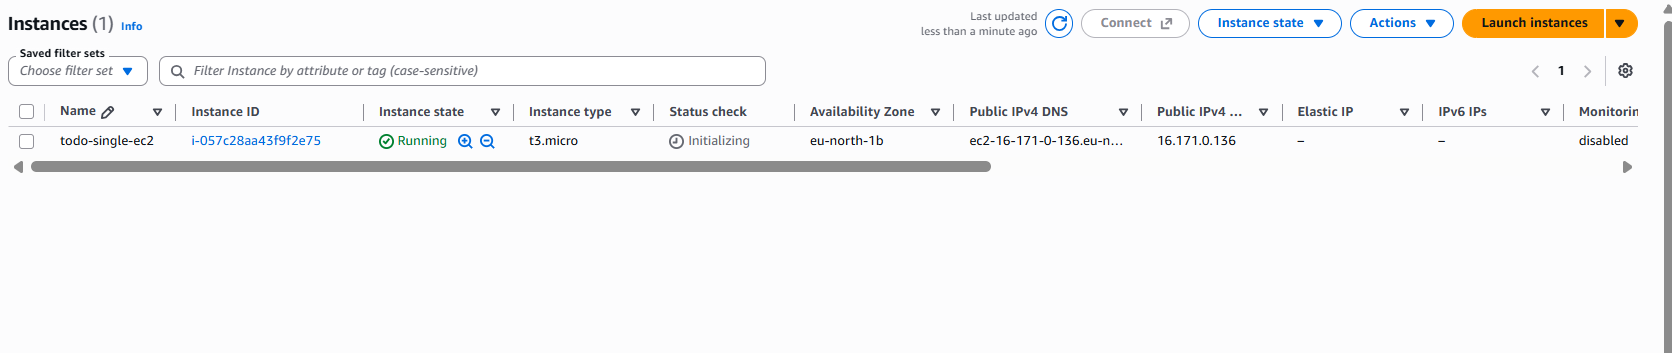 Instances (1) Info
Last updated
less than a minute ago
Connect
Instance state
Actions
Launch instances
Saved filter sets
Choose filter set
Filter Instance by attribute or tag (case-sensitive)
1
Name Instance ID Instance state Instance type Status check Availability Zone Public IPv4 DNS Public IPv4 ... Elastic IP IPv6 IPs Monitorin
todo-single-ec2 i-057c28aa43f9f2e75 Running t3.micro Initializing eu-north-1b ec2-16-171-0-136.eu-n... 16.171.0.136 – – disabled